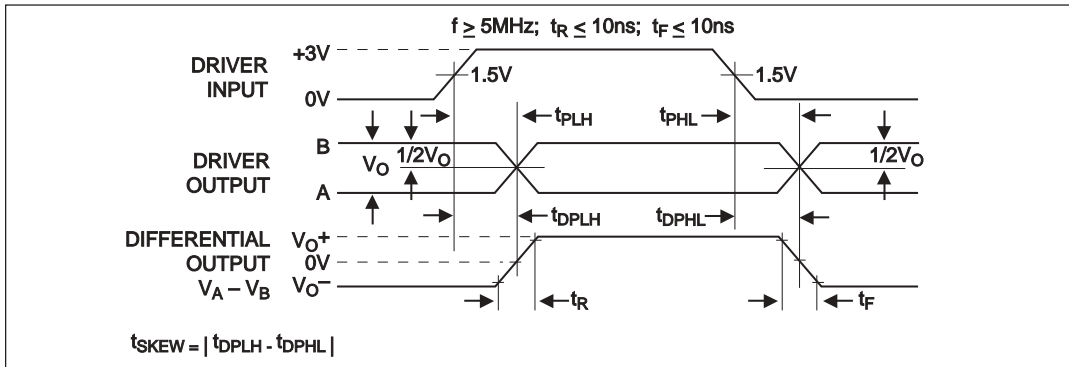 f ≥ 5MHz; tR ≤ 10ns; tF ≤ 10ns
+3V
DRIVER
INPUT
1.5V
1.5V
0V
tPLH
tPHL
B
DRIVER
OUTPUT
VO
1/2VO
1/2VO
A
tDPLH
tDPHL
DIFFERENTIAL
OUTPUT
VA – VB
VO+
0V
VO–
tR
tF
tSKEW = | tDPLH - tDPHL |